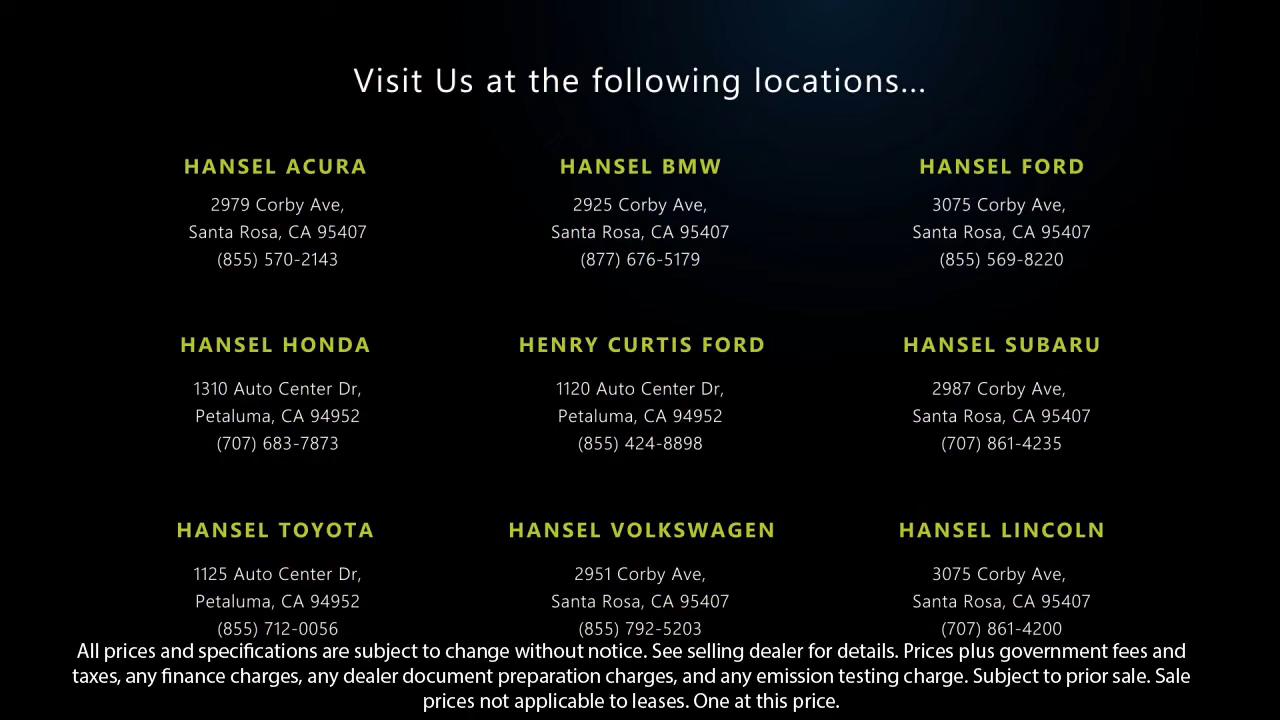 Visit Us at the following locations...
HANSEL ACURA
2979 Corby Ave,
Santa Rosa, CA 95407
(855) 570-2143
HANSEL BMW
2925 Corby Ave,
Santa Rosa, CA 95407
(877) 676-5179
HANSEL FORD
3075 Corby Ave,
Santa Rosa, CA 95407
(855) 569-8220
HANSEL HONDA
1310 Auto Center Dr,
Petaluma, CA 94952
(707) 683-7873
HENRY CURTIS FORD
1120 Auto Center Dr,
Petaluma, CA 94952
(855) 424-8898
HANSEL SUBARU
2987 Corby Ave,
Santa Rosa, CA 95407
(707) 861-4235
HANSEL TOYOTA
1125 Auto Center Dr,
Petaluma, CA 94952
(855) 712-0056
HANSEL VOLKSWAGEN
2951 Corby Ave,
Santa Rosa, CA 95407
(855) 792-5203
HANSEL LINCOLN
3075 Corby Ave,
Santa Rosa, CA 95407
(707) 861-4200
All prices and specifications are subject to change without notice. See selling dealer for details. Prices plus government fees and
taxes, any finance charges, any dealer document preparation charges, and any emission testing charge. Subject to prior sale. Sale
prices not applicable to leases. One at this price.